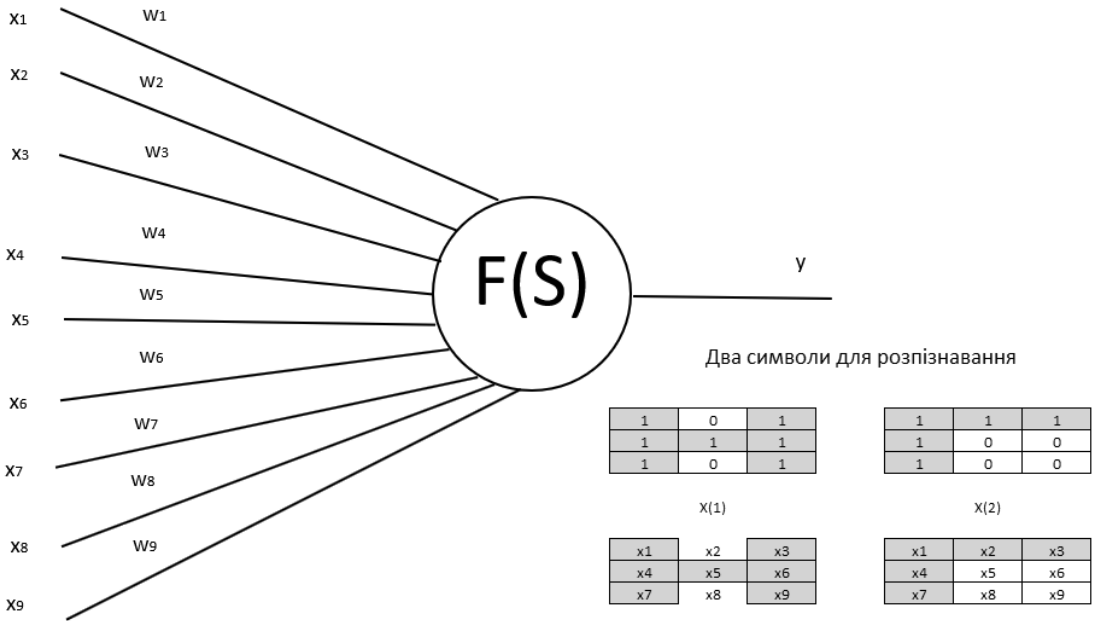 x1
w1
x2
w2
x3
w3
x4
w4
x5
w5
x6
w6
x7
w7
x8
w8
x9
w9
F(S)
y
Два символи для розпізнавання
1 0 1
1 1 1
1 0 1
X(1)
x1 x2 x3
x4 x5 x6
x7 x8 x9
1 1 1
1 0 0
1 0 0
X(2)
x1 x2 x3
x4 x5 x6
x7 x8 x9